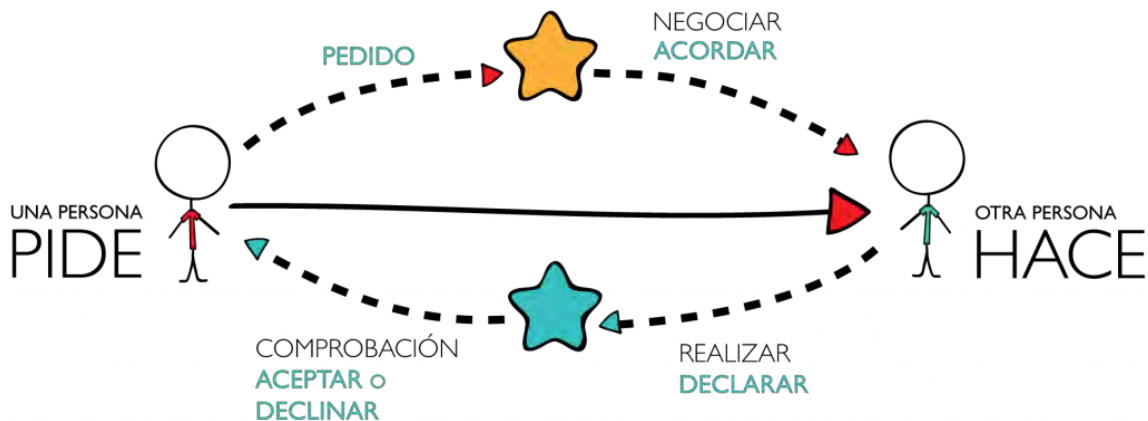 PEDIDO
NEGOCIAR
ACORDAR
UNA PERSONA
PIDE
OTRA PERSONA
HACE
COMPROBACIÓN
ACEPTAR O
DECLINAR
REALIZAR
DECLARAR